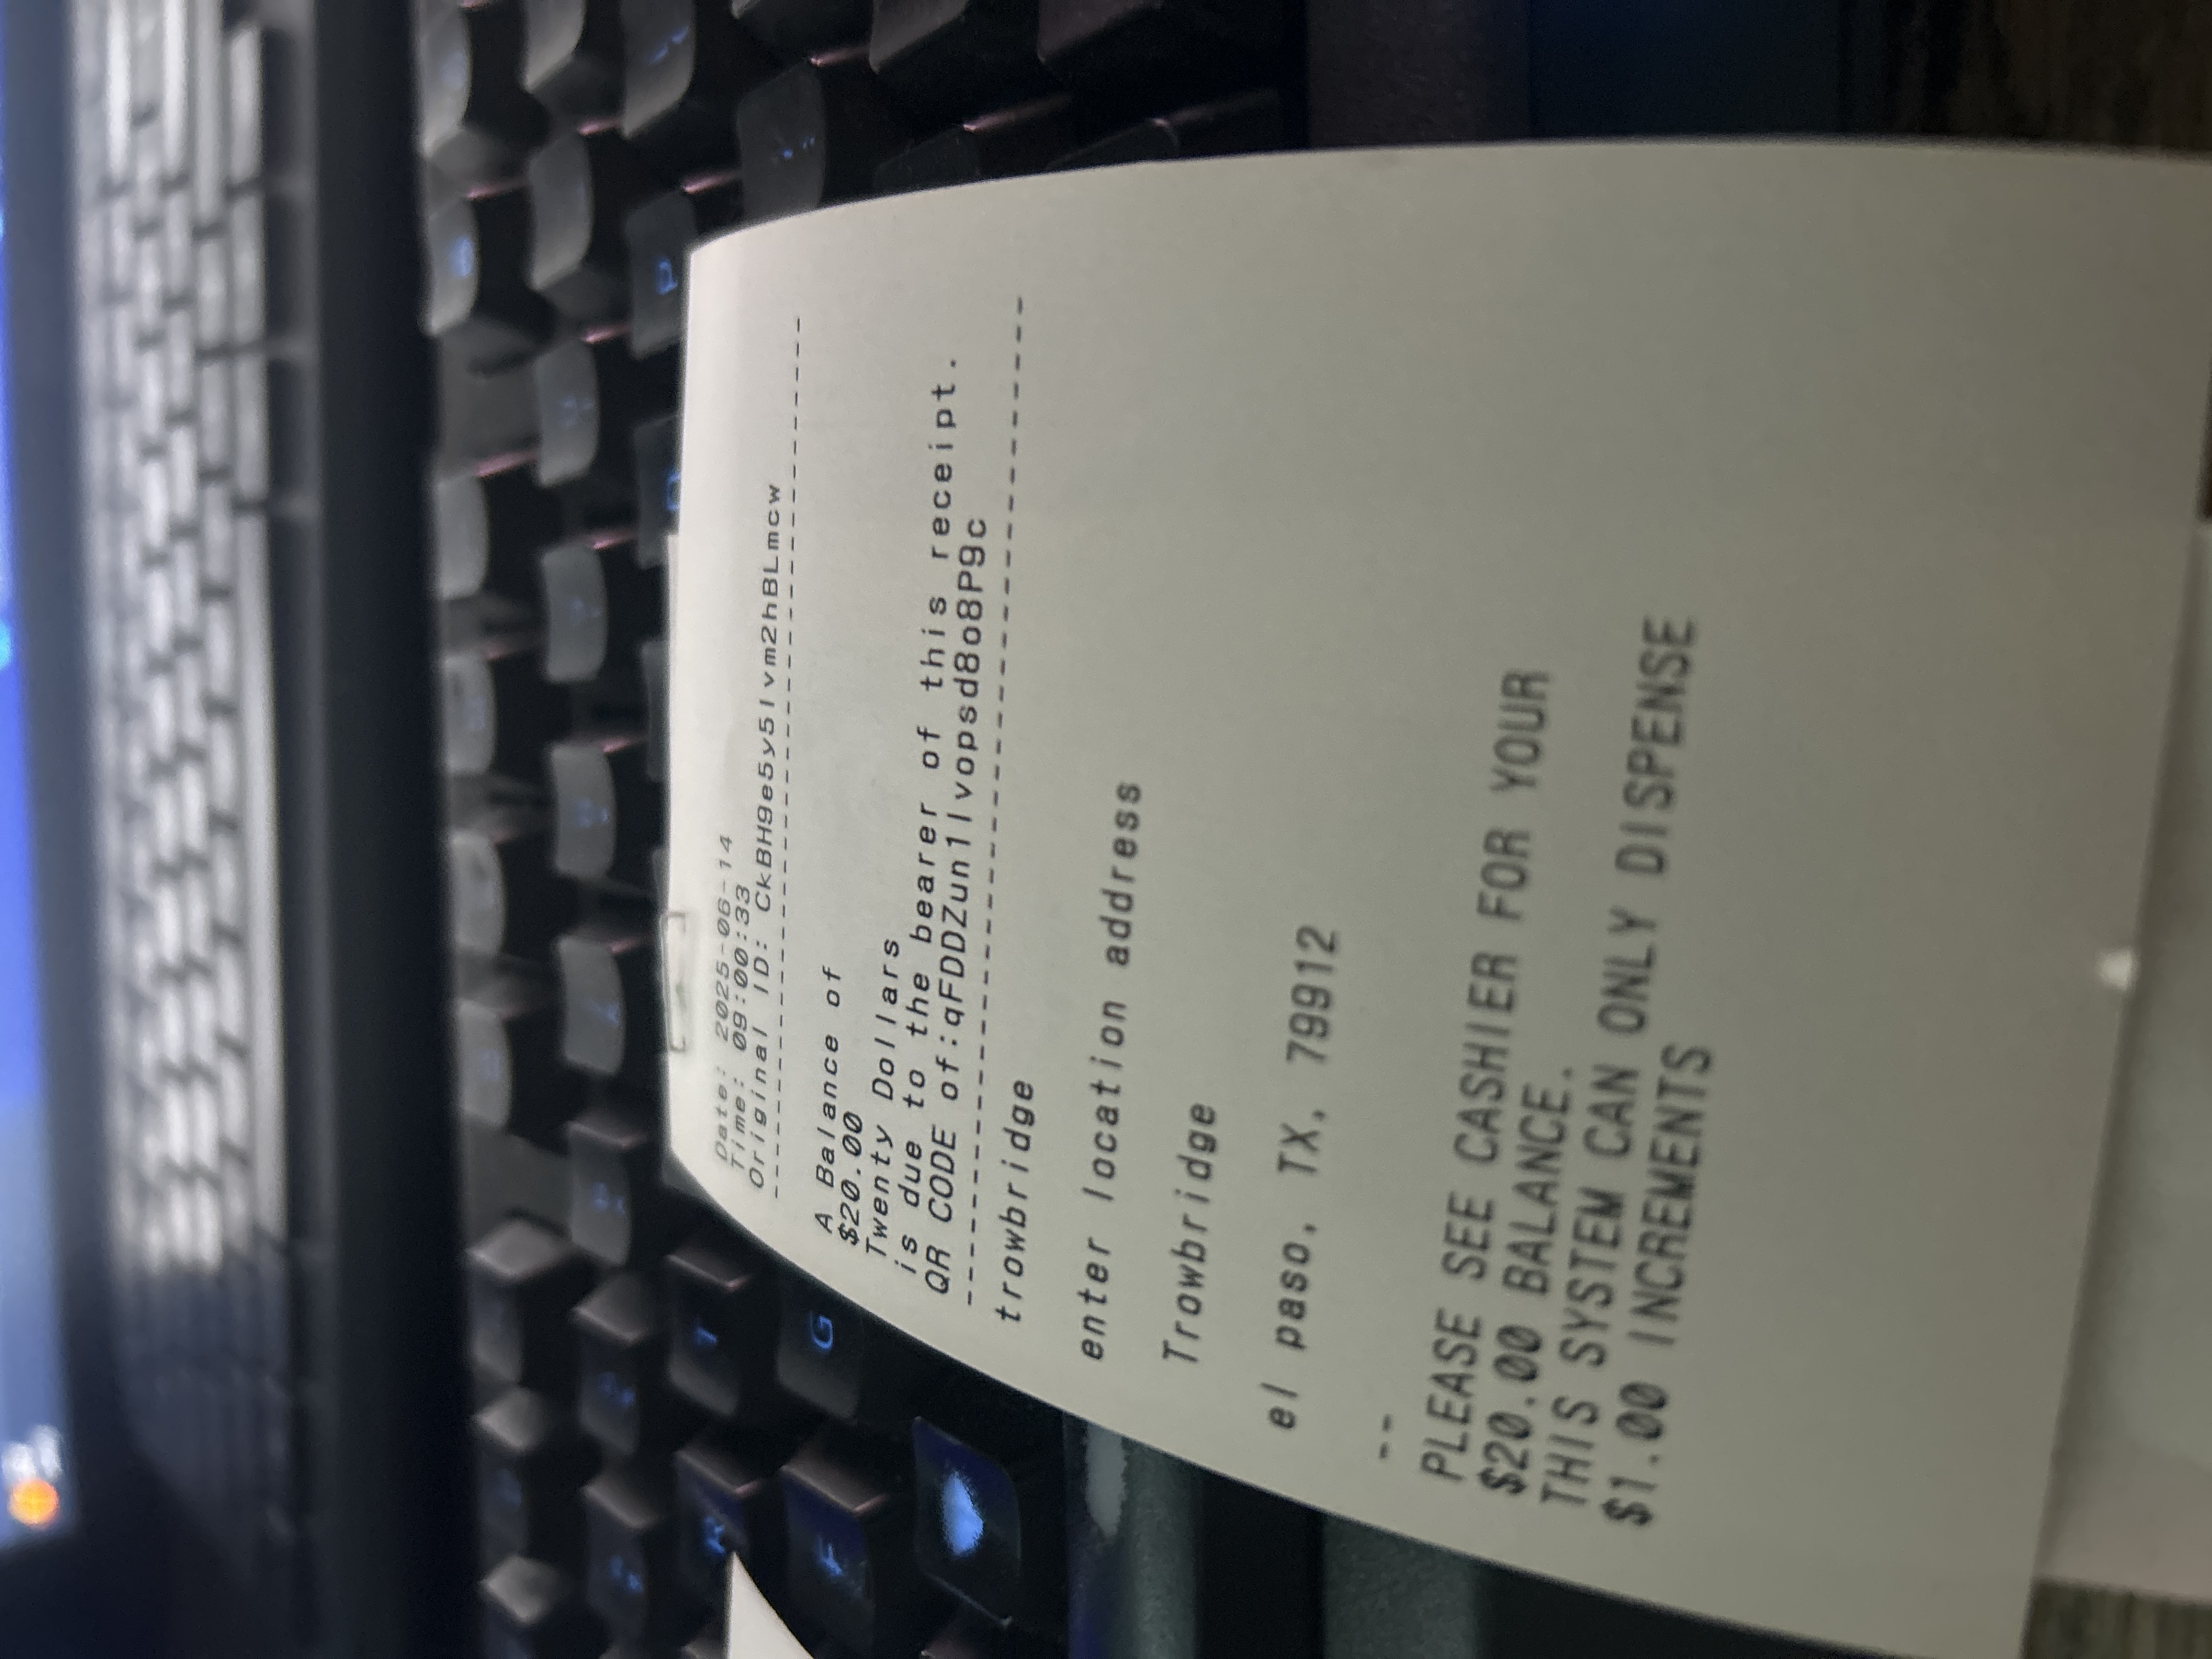 Date: 2025-06-14
Time: 09:00:33
Original ID: CkBH9e5y5Ivm2hBLmcw
--------------------------------
A Balance of
$20.00
Twenty Dollars
is due to the bearer of this receipt.
QR CODE of:qFDDZun1lvopsd8o8P9c
--------------------------------
trowbridge
enter location address
Trowbridge
el paso, TX, 79912
--
PLEASE SEE CASHIER FOR YOUR
$20.00 BALANCE.
THIS SYSTEM CAN ONLY DISPENSE
$1.00 INCREMENTS
P
T
G
R
F